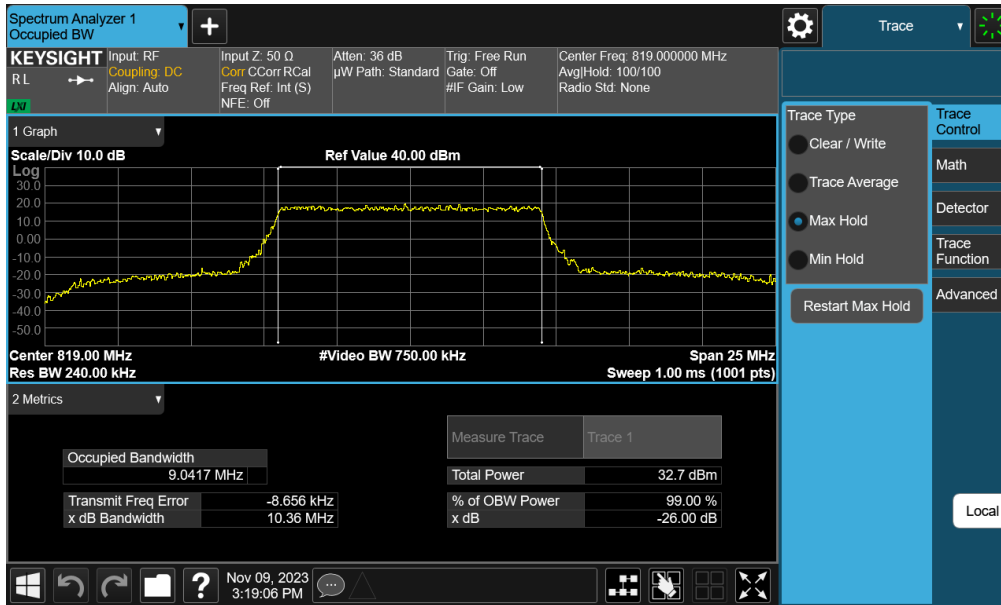 Spectrum Analyzer 1
Occupied BW
Trace
KEYSIGHT
R L
LXI
Input: RF
Coupling: DC
Align: Auto
Input Z: 50 Ω
Corr CCorr RCal
Freq Ref: Int (S)
NFE: Off
Atten: 36 dB
µW Path: Standard
Trig: Free Run
Gate: Off
#IF Gain: Low
Center Freq: 819.000000 MHz
Avg|Hold: 100/100
Radio Std: None
1 Graph
Scale/Div 10.0 dB
Ref Value 40.00 dBm
Log
30.0
20.0
10.0
0.00
-10.0
-20.0
-30.0
-40.0
-50.0
Center 819.00 MHz
#Video BW 750.00 kHz
Span 25 MHz
Res BW 240.00 kHz
Sweep 1.00 ms (1001 pts)
2 Metrics
Measure Trace Trace 1
Occupied Bandwidth
9.0417 MHz
Total Power 32.7 dBm
Transmit Freq Error -8.656 kHz
% of OBW Power 99.00 %
x dB Bandwidth 10.36 MHz
x dB -26.00 dB
Trace Type
Clear / Write
Trace Average
Max Hold
Min Hold
Restart Max Hold
Trace
Control
Math
Detector
Trace
Function
Advanced
Local
?
Nov 09, 2023
3:19:06 PM